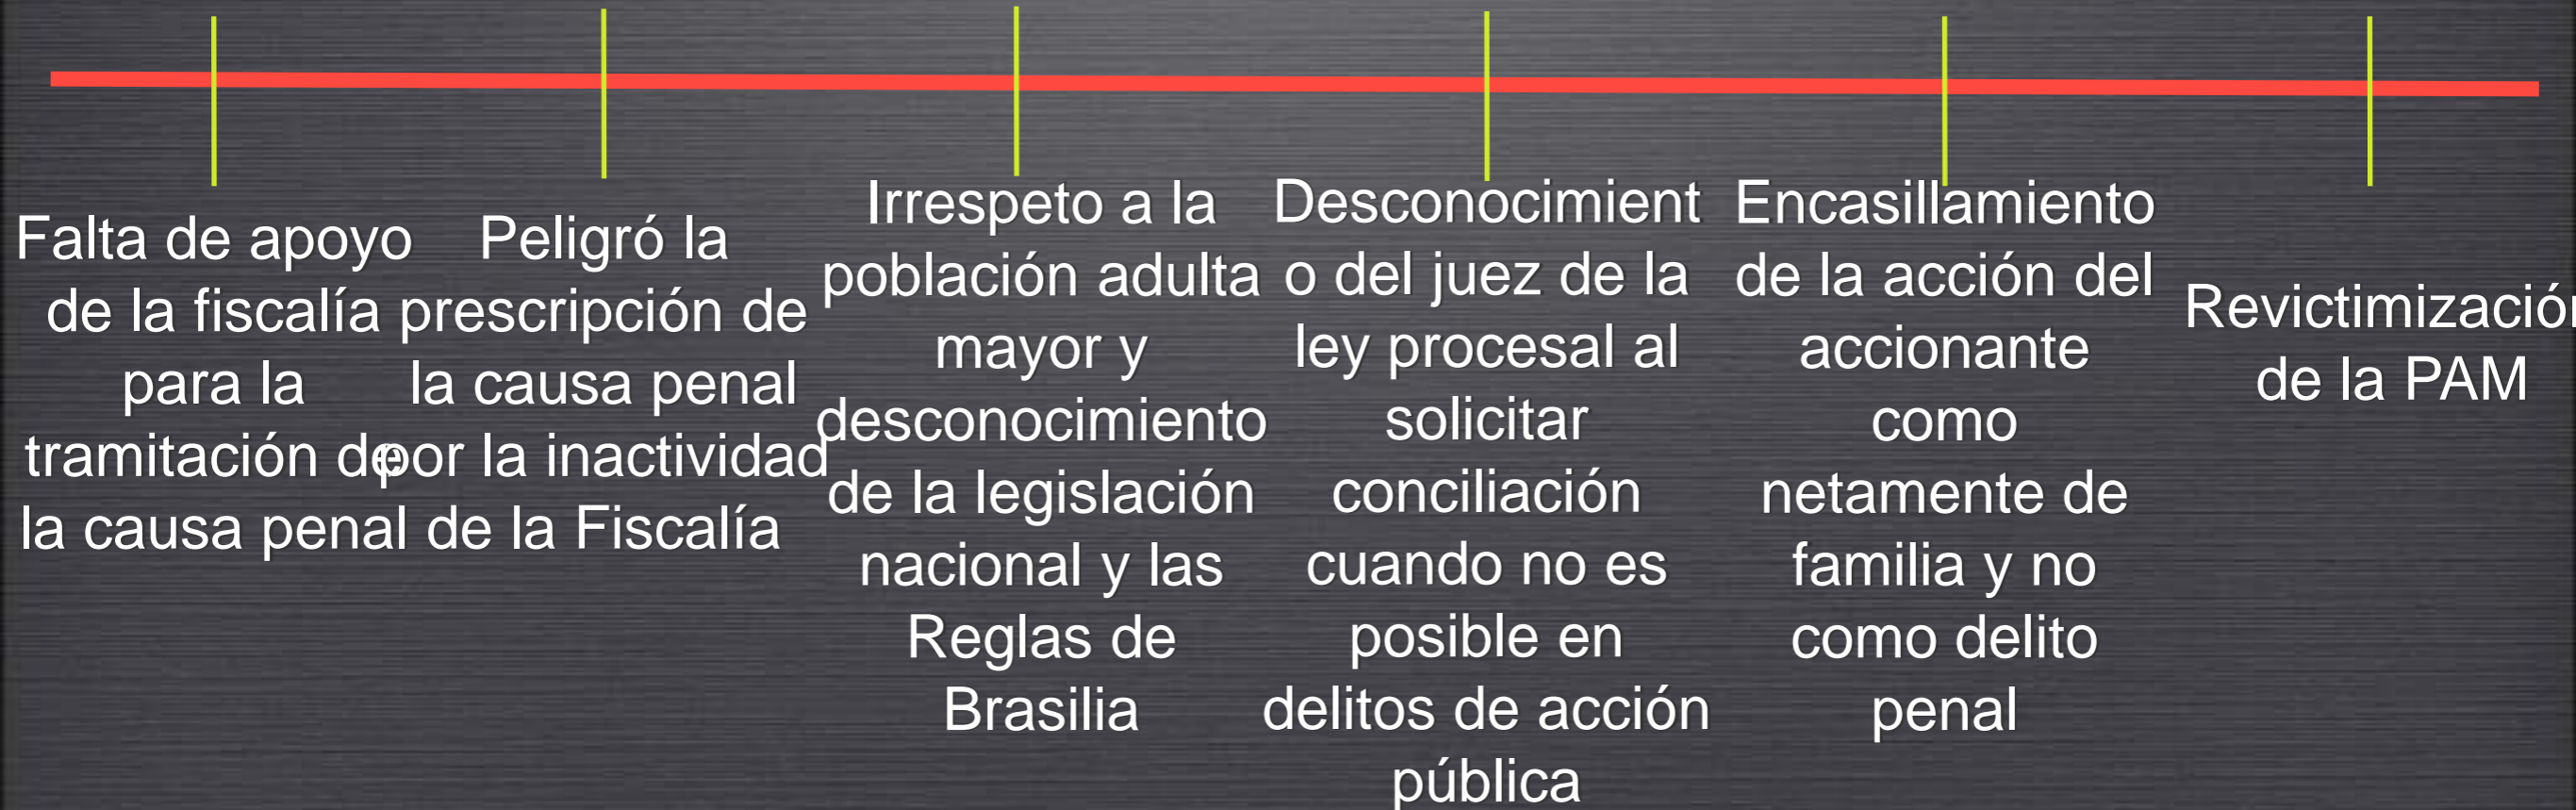 Falta de apoyo
de la fiscalía
para la
tramitación de
la causa penal
Peligró la
prescripción de
la causa penal
por la inactividad
de la Fiscalía
Irrespeto a la
población adulta
mayor y
desconocimiento
de la legislación
nacional y las
Reglas de
Brasilia
Desconocimient
o del juez de la
ley procesal al
solicitar
conciliación
cuando no es
posible en
delitos de acción
pública
Encasillamiento
de la acción del
accionante
como
netamente de
familia y no
como delito
penal
Revictimización
de la PAM